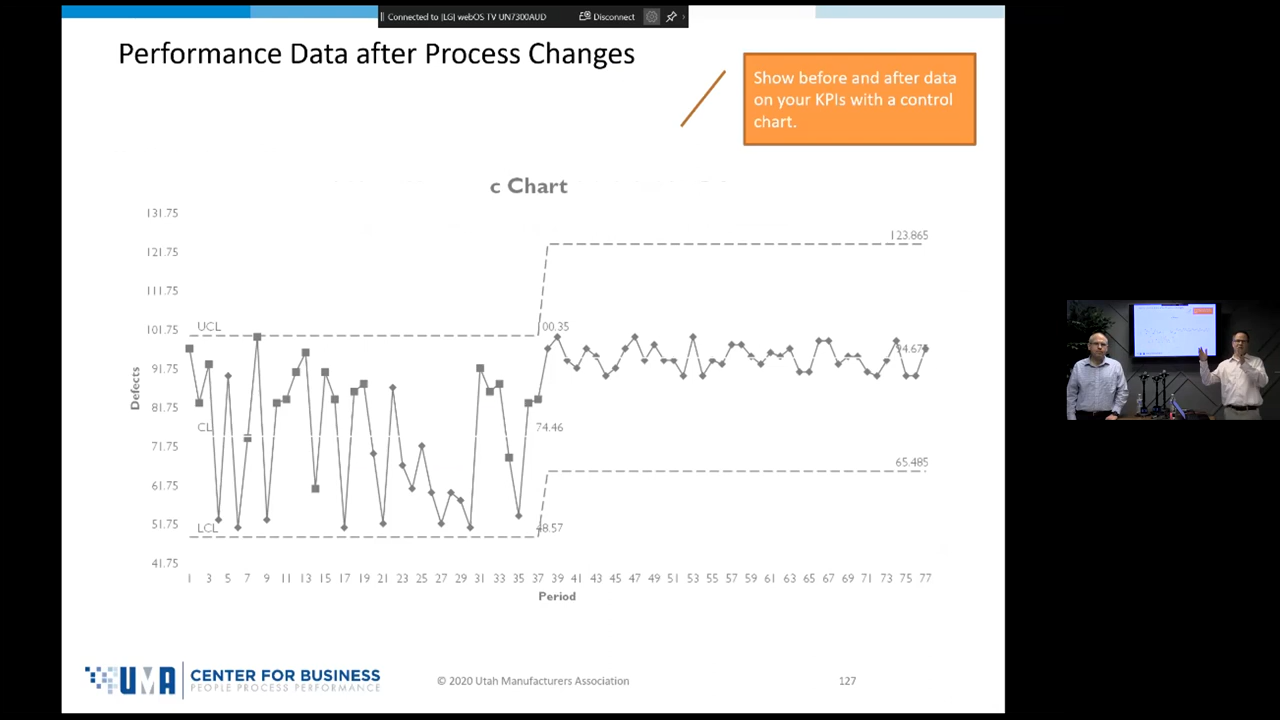 Connected to [LG] webOS TV UN7300AUD Disconnect
Performance Data after Process Changes
Show before and after data
on your KPIs with a control
chart.
c Chart
131.75
121.75
111.75
101.75
91.75
81.75
71.75
61.75
51.75
41.75
Defects
UCL
CL
LCL
00.35
74.46
48.57
123.865
94.675
65.485
1 3 5 7 9 11 13 15 17 19 21 23 25 27 29 31 33 35 37 39 41 43 45 47 49 51 53 55 57 59 61 63 65 67 69 71 73 75 77
Period
UMA
CENTER FOR BUSINESS
PEOPLE PROCESS PERFORMANCE
© 2020 Utah Manufacturers Association
127